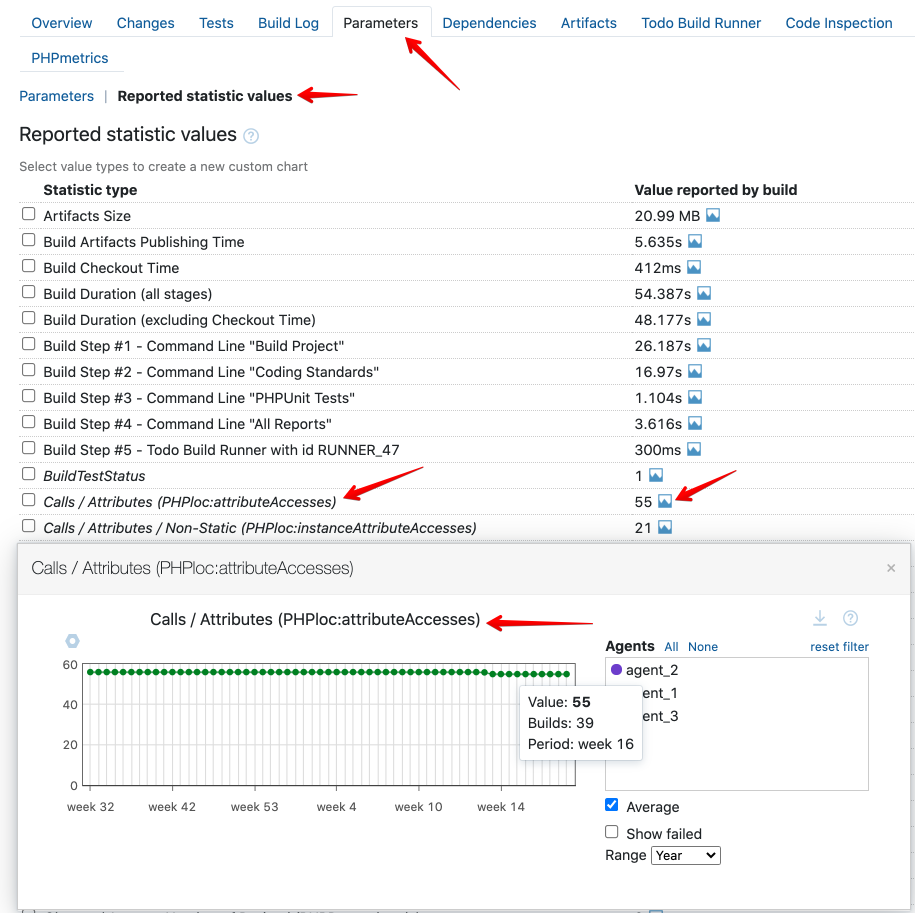 Overview Changes Tests Build Log Parameters Dependencies Artifacts Todo Build Runner Code Inspection
PHPmetrics
Parameters | Reported statistic values
Reported statistic values ?
Select value types to create a new custom chart
Statistic type Value reported by build
Artifacts Size 20.99 MB
Build Artifacts Publishing Time 5.635s
Build Checkout Time 412ms
Build Duration (all stages) 54.387s
Build Duration (excluding Checkout Time) 48.177s
Build Step #1 - Command Line "Build Project" 26.187s
Build Step #2 - Command Line "Coding Standards" 16.97s
Build Step #3 - Command Line "PHPUnit Tests" 1.104s
Build Step #4 - Command Line "All Reports" 3.616s
Build Step #5 - Todo Build Runner with id RUNNER_47 300ms
BuildTestStatus 1
Calls / Attributes (PHPloc:attributeAccesses) 55
Calls / Attributes / Non-Static (PHPloc:instanceAttributeAccesses) 21
Calls / Attributes (PHPloc:attributeAccesses) ×
Calls / Attributes (PHPloc:attributeAccesses) ?
Agents All None reset filter
60
40
20
0
week 32 week 42 week 53 week 4 week 10 week 14
agent_2
ent_1
ent_3
Value: 55
Builds: 39
Period: week 16
Average
Show failed
Range Year